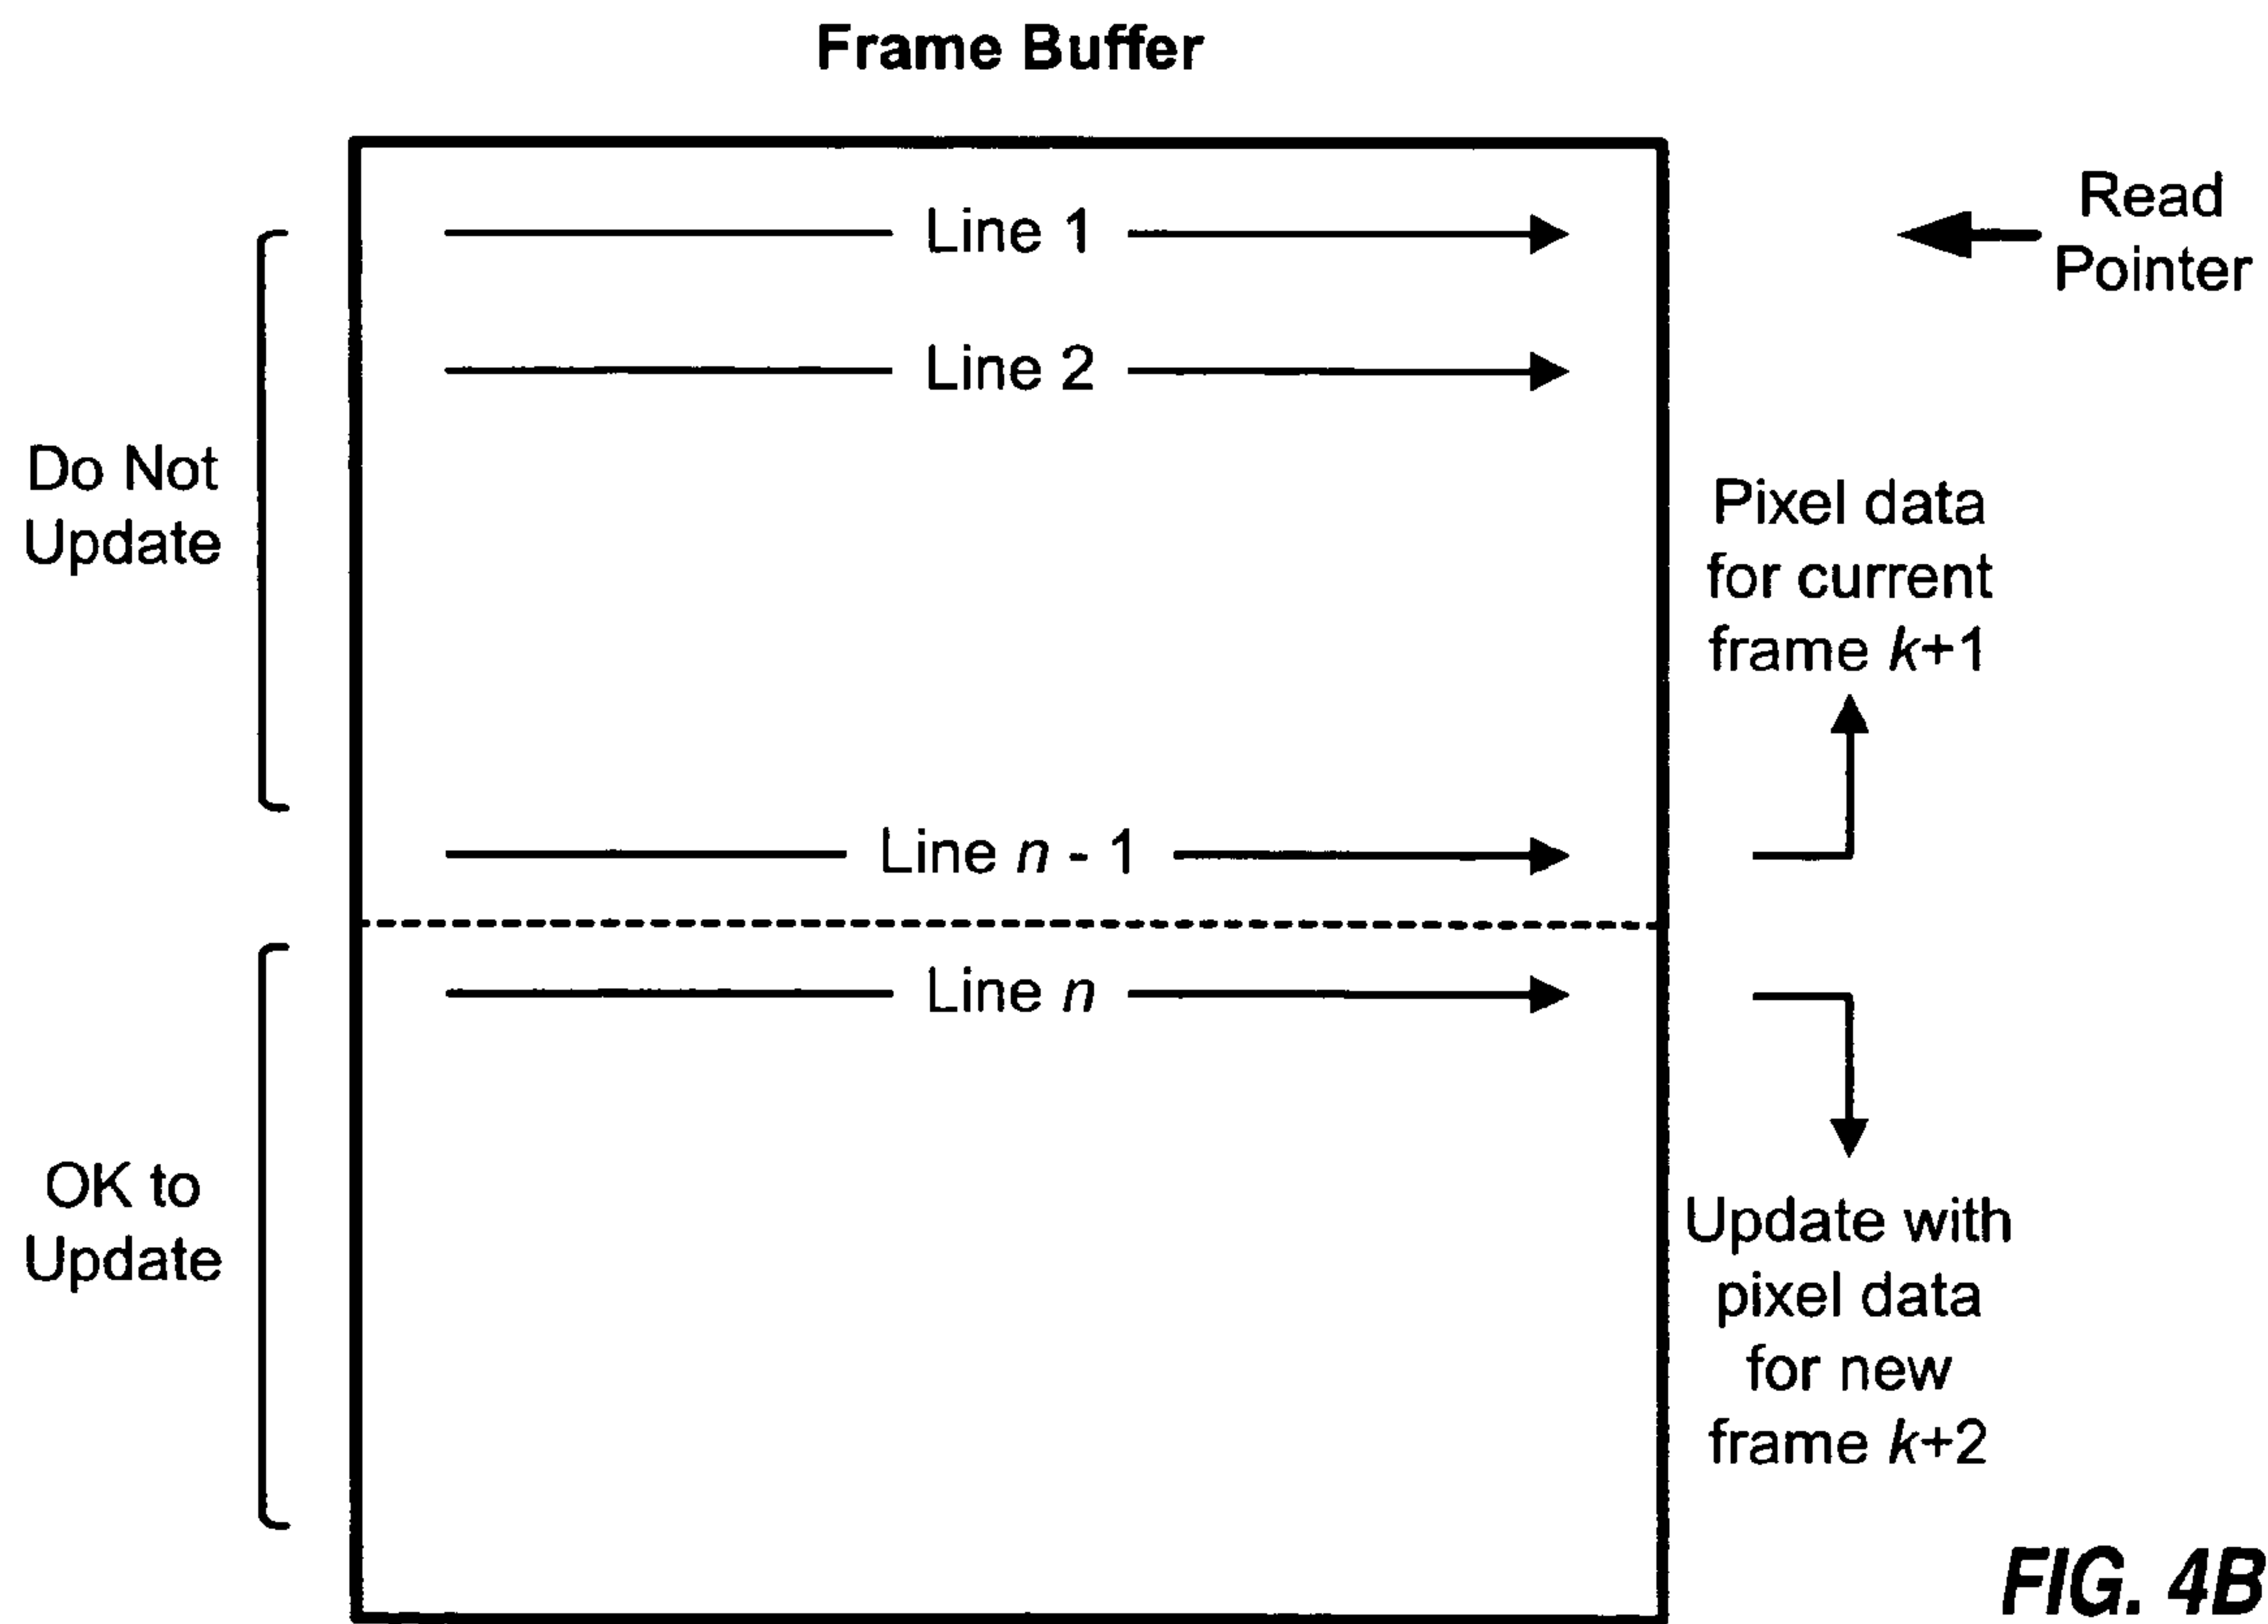 Frame Buffer
Line 1
Read
Pointer
Line 2
Do Not
Update
Pixel data
for current
frame k+1
Line n - 1
Line n
OK to
Update
Update with
pixel data
for new
frame k+2
FIG. 4B